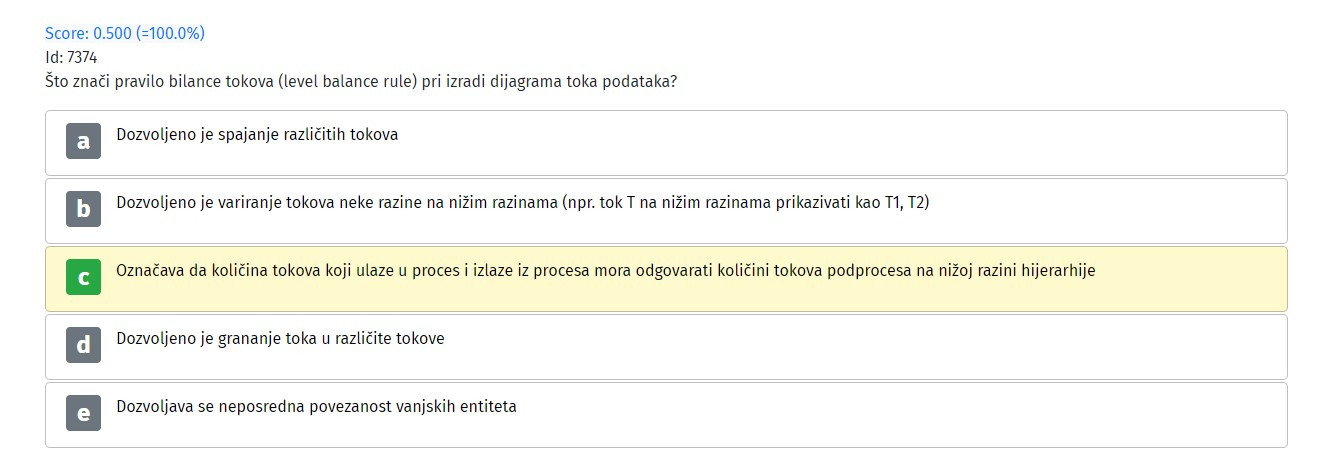 Score: 0.500 (=100.0%)
Id: 7374
Što znači pravilo bilance tokova (level balance rule) pri izradi dijagrama toka podataka?
a Dozvoljeno je spajanje različitih tokova
b Dozvoljeno je variranje tokova neke razine na nižim razinama (npr. tok T na nižim razinama prikazivati kao T1, T2)
c Označava da količina tokova koji ulaze u proces i izlaze iz procesa mora odgovarati količini tokova podprocesa na nižoj razini hijerarhije
d Dozvoljeno je grananje toka u različite tokove
e Dozvoljava se neposredna povezanost vanjskih entiteta